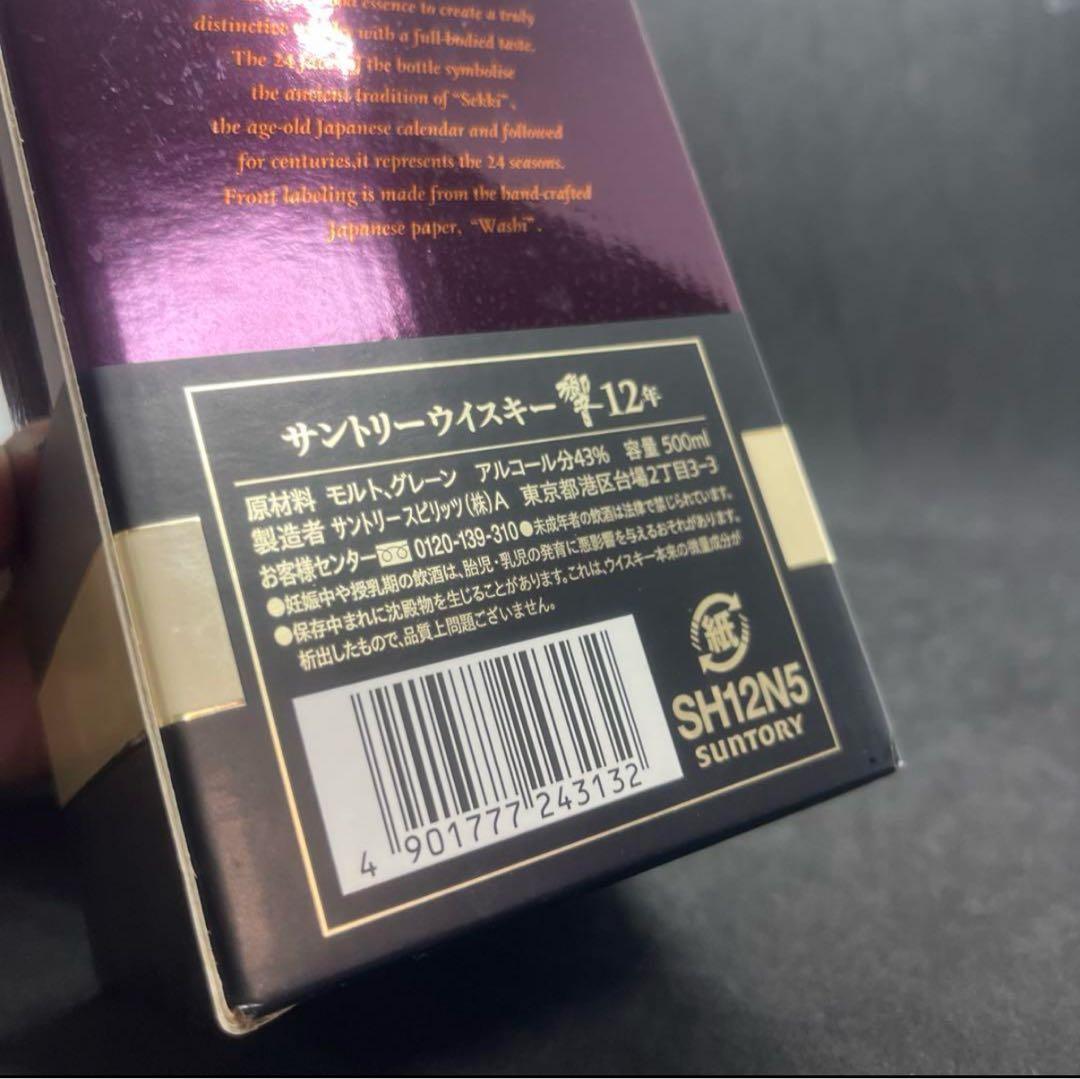 essence to create a truly
distinctive with a full-bodied taste.
The 24 of the bottle symbolise
the ancient tradition of "Sekki",
the age-old Japanese calendar and followed
for centuries,it represents the 24 seasons.
Front labeling is made from the hand-crafted
Japanese paper, "Washi".
サントリーウイスキー 響 12年
原材料 モルト、グレーン アルコール分43% 容量 500ml
製造者 サントリースピリッツ(株)A 東京都港区台場2丁目3-3
お客様センター 0120-139-310 ●未成年者の飲酒は法律で禁じられています。
●妊娠中や授乳期の飲酒は、胎児・乳児の発育に悪影響を与えるおそれがあります。
●保存中まれに沈殿物を生じることがあります。これは、ウイスキー本来の微量成分が
析出したもので、品質上問題ございません。
紙
SH12N5
SUNTORY
4 901777 243132